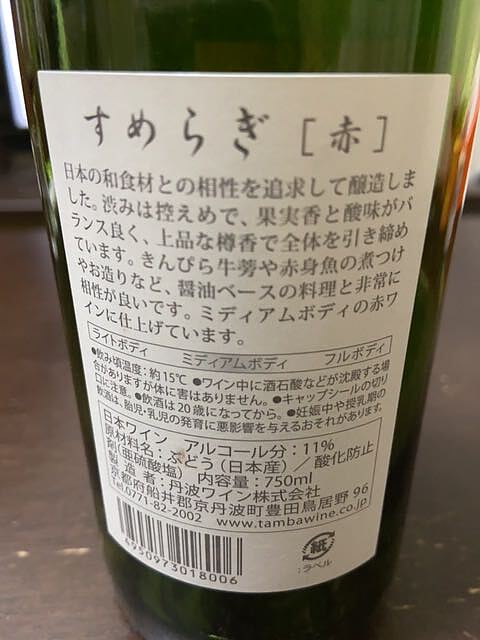 すめらぎ [赤]
日本の和食材との相性を追求して醸造しま
した。渋みは控えめで、果実香と酸味がバ
ランス良く、上品な樽香で全体を引き締め
ています。きんぴら牛蒡や赤身魚の煮つけ
やお造りなど、醤油ベースの料理と非常に
相性が良いです。ミディアムボディの赤ワ
インに仕上げています。
ライトボディ ミディアムボディ フルボディ
●飲み頃温度:約15℃ ●ワイン中に酒石酸などが沈殿する場
合がありますが体に害はありません。●キャップシールの切り
口に注意。●飲酒は20歳になってから。●妊娠中や授乳期の
飲酒は、胎児・乳児の発育に悪影響を与えるおそれがあります。
日本ワイン アルコール分:11%
原材料名:ぶどう(日本産)/酸化防止
剤(亜硫酸塩) 内容量:750ml
製造者:丹波ワイン株式会社
京都府船井郡京丹波町豊田鳥居野96
Tel.0771-82-2002 www.tambawine.co.jp
4930973018006
紙
:ラベル